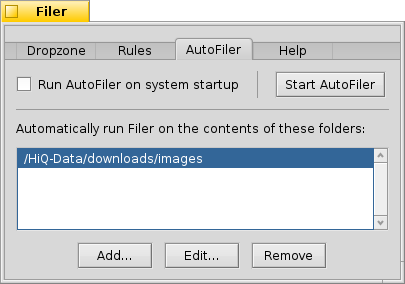 Filer
Dropzone Rules AutoFiler Help
Run AutoFiler on system startup Start AutoFiler
Automatically run Filer on the contents of these folders:
/HiQ-Data/downloads/images
Add... Edit... Remove